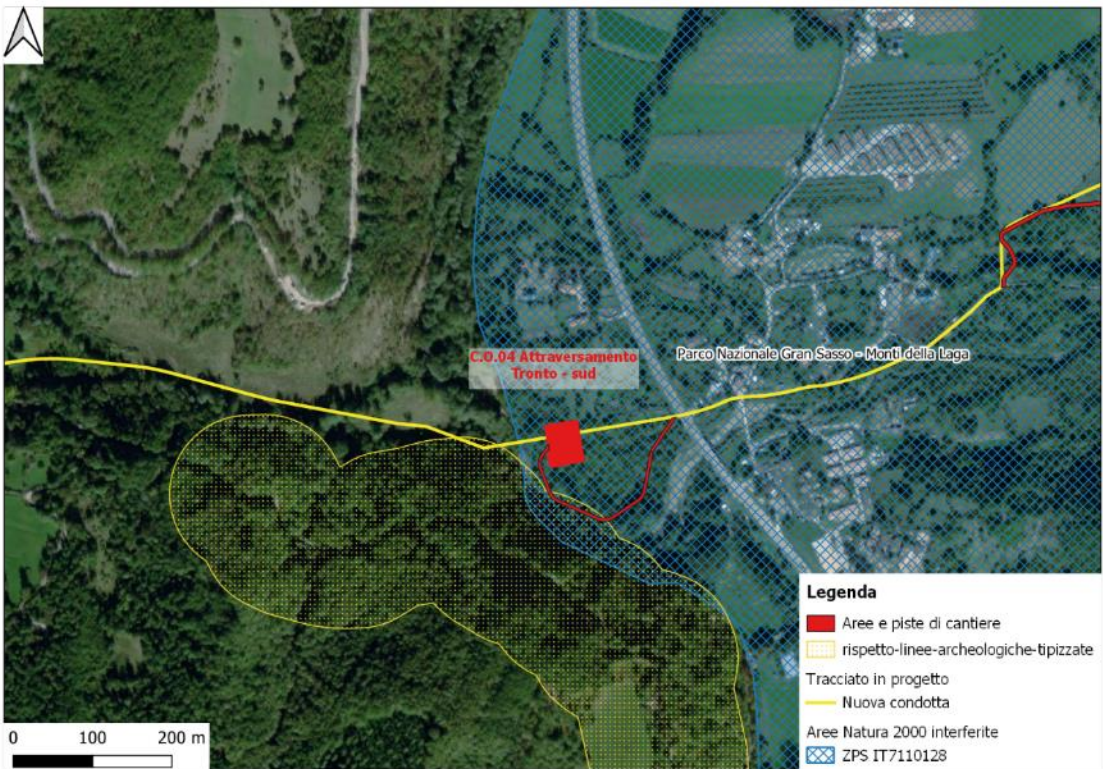 C.O.04 Attraversamento
Tronto - sud
Parco Nazionale Gran Sasso - Monti della Laga
Legenda
Aree e piste di cantiere
rispetto-linee-archeologiche-tipizzate
Tracciato in progetto
Nuova condotta
Aree Natura 2000 interferite
ZPS IT7110128
0 100 200 m